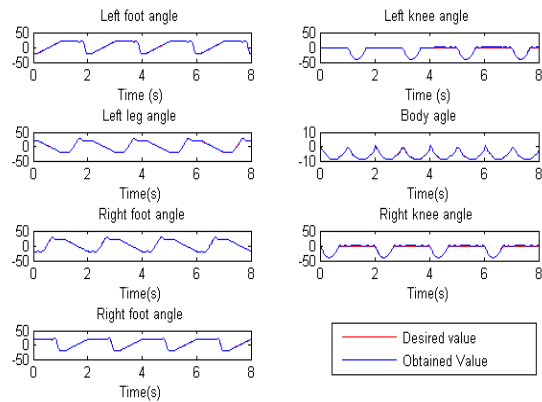 Left foot angle
50
0
-50
0 2 4 6 8
Time (s)
Left knee angle
50
0
-50
0 2 4 6 8
Time (s)
Left leg angle
50
0
-50
0 2 4 6 8
Time(s)
Body agle
10
0
-10
0 2 4 6 8
Time(s)
Right foot angle
50
0
-50
0 2 4 6 8
Time(s)
Right knee angle
50
0
-50
0 2 4 6 8
Time(s)
Right foot angle
50
0
-50
0 2 4 6 8
Time(s)
Desired value
Obtained Value